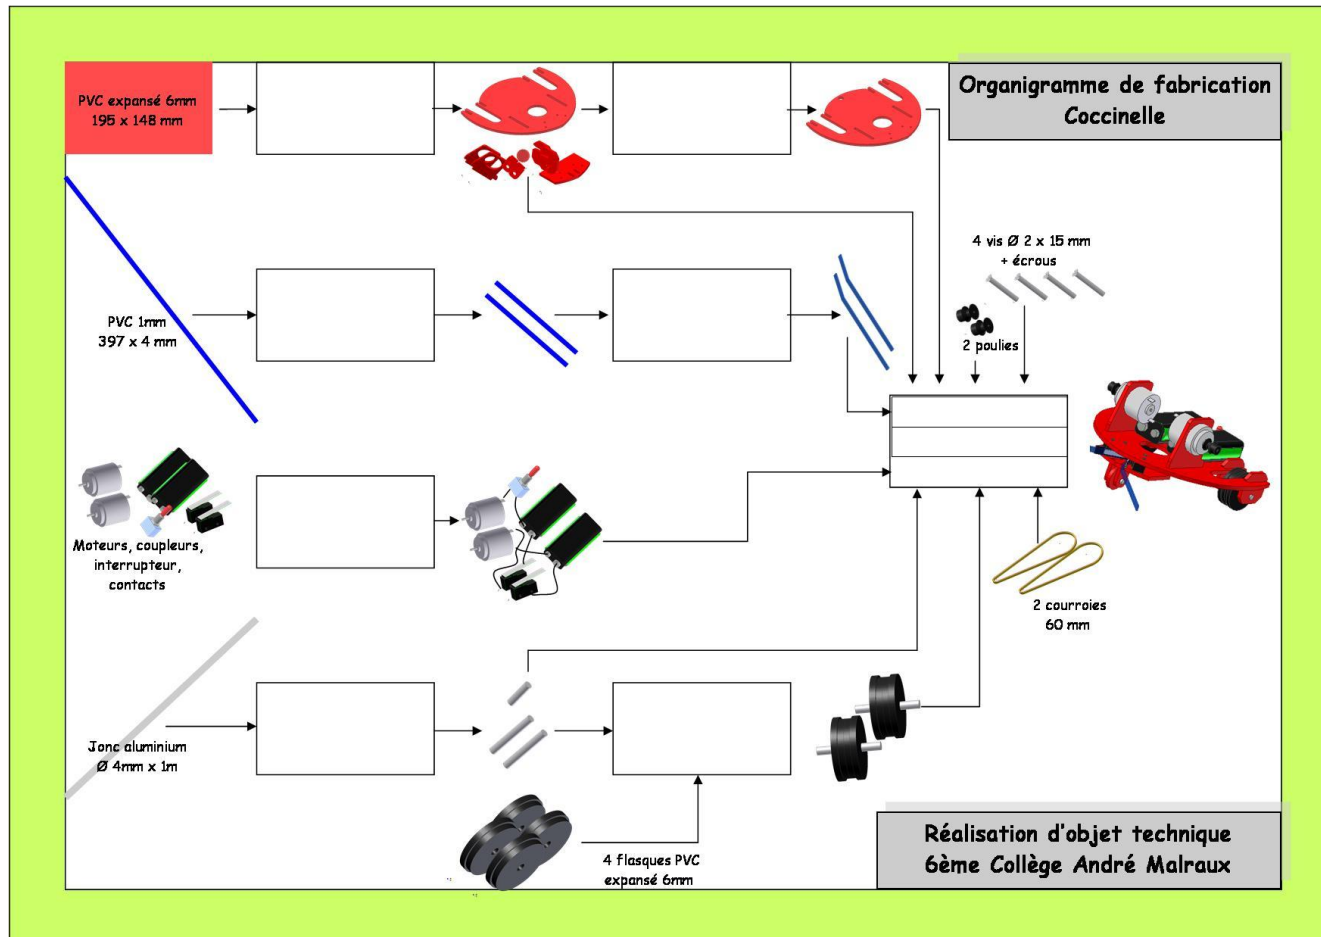 PVC expansé 6mm
195 x 148 mm
Organigramme de fabrication
Coccinelle
4 vis Ø 2 x 15 mm
+ écrous
PVC 1mm
397 x 4 mm
2 poulies
Moteurs, coupleurs,
interrupteur,
contacts
2 courroies
60 mm
Jonc aluminium
Ø 4mm x 1m
4 flasques PVC
expansé 6mm
Réalisation d'objet technique
6ème Collège André Malraux